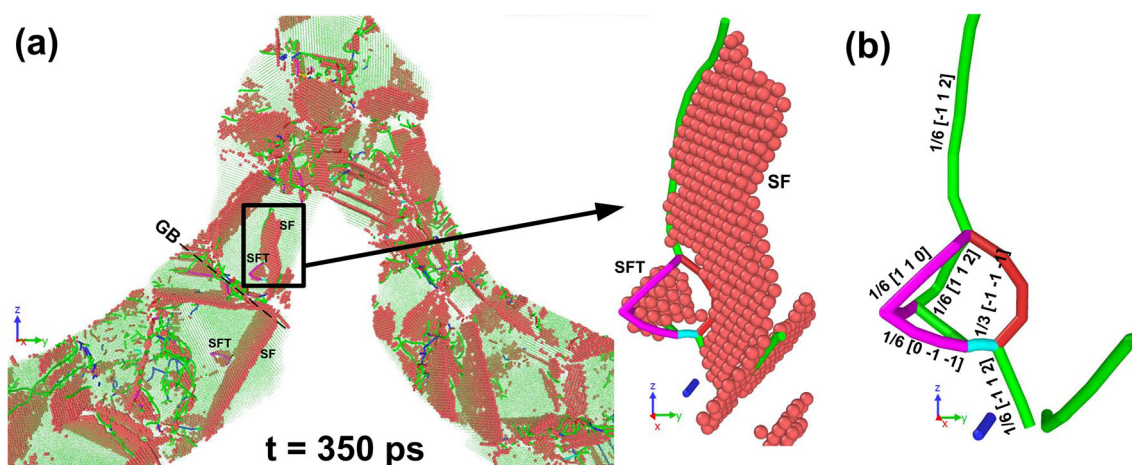 (a)
GB
SF
SFT
SFT
SF
z
x
y
t = 350 ps
SF
SFT
z
x
y
(b)
1/6 [-1 1 2]
1/6 [1 1 0]
1/6 [1 1 2]
1/3 [-1 -1 -1]
1/6 [0 -1 -1]
1/6 [-1 1 2]
z
x
y